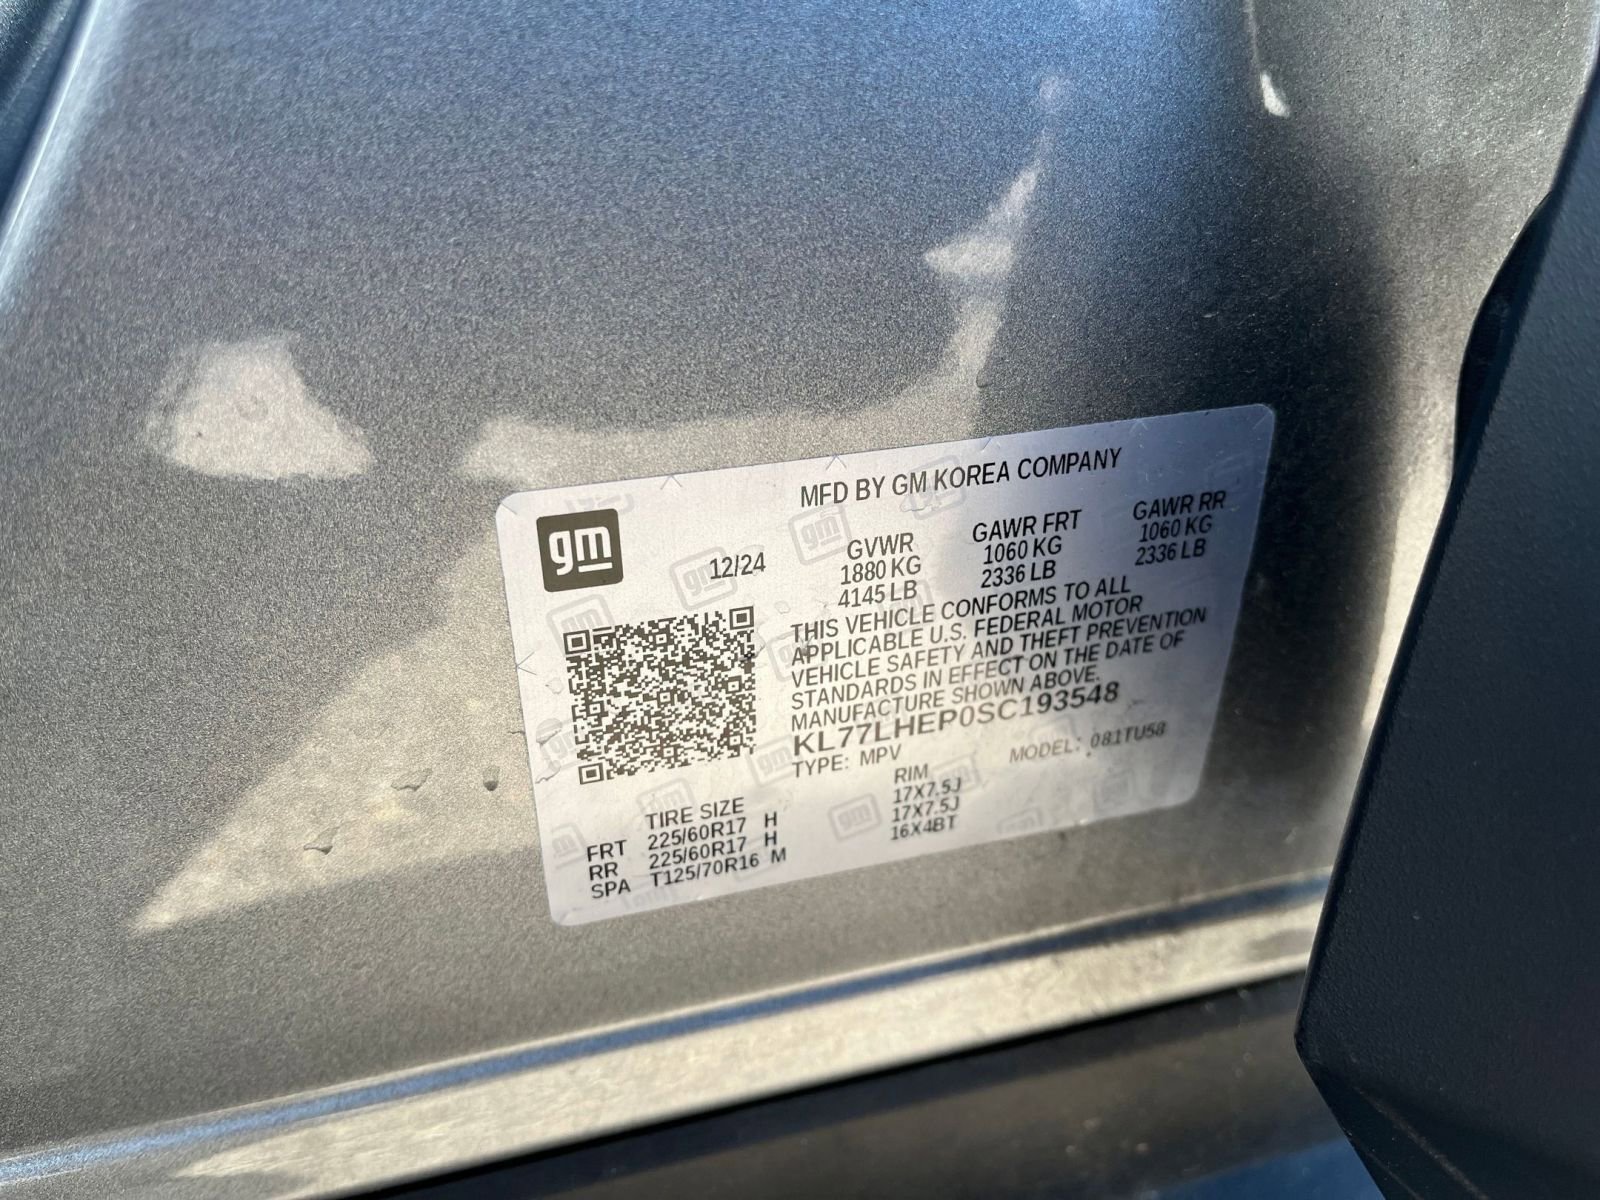 MFD BY GM KOREA COMPANY
gm
12/24
GVWR GAWR FRT GAWR RR
1880 KG 1060 KG 1060 KG
4145 LB 2336 LB 2336 LB
THIS VEHICLE CONFORMS TO ALL
APPLICABLE U.S. FEDERAL MOTOR
VEHICLE SAFETY AND THEFT PREVENTION
STANDARDS IN EFFECT ON THE DATE OF
MANUFACTURE SHOWN ABOVE.
KL77LHEP0SC193548
TYPE: MPV MODEL: 081TU58
TIRE SIZE RIM
FRT 225/60R17 H 17X7.5J
RR 225/60R17 H 17X7.5J
SPA T125/70R16 M 16X4BT